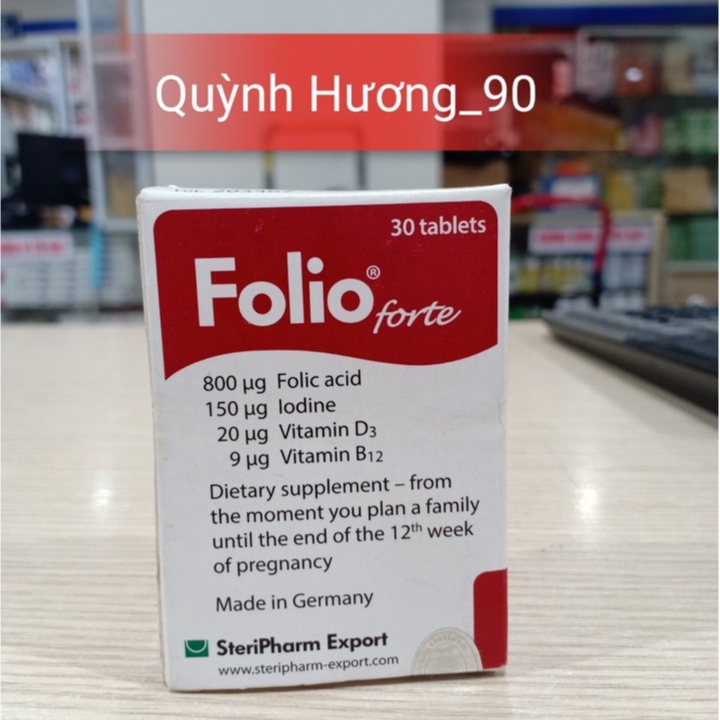 Quỳnh Hương_90
30 tablets
Folio®
forte
800 µg Folic acid
150 µg Iodine
20 µg Vitamin D3
9 µg Vitamin B12
Dietary supplement – from
the moment you plan a family
until the end of the 12th week
of pregnancy
Made in Germany
SteriPharm Export
www.steripharm-export.com